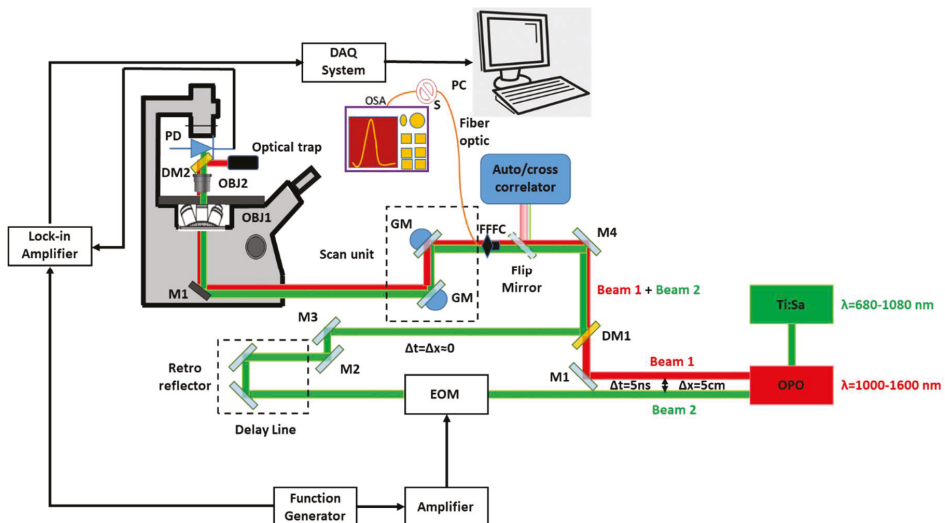 DAQ
System
PC
OSA
S
Fiber
optic
PD
Optical trap
DM2
OBJ2
Auto/cross
correlator
OBJ1
Lock-in
Amplifier
GM
FFFC
M4
Scan unit
Flip
Mirror
M1
GM
Beam 1 + Beam 2
Ti:Sa
λ=680-1080 nm
M3
DM1
Δt=Δx≈0
M2
Beam 1
Retro
reflector
M1
Δt=5ns
Δx=5cm
OPO
λ=1000-1600 nm
EOM
Beam 2
Delay Line
Function
Generator
Amplifier